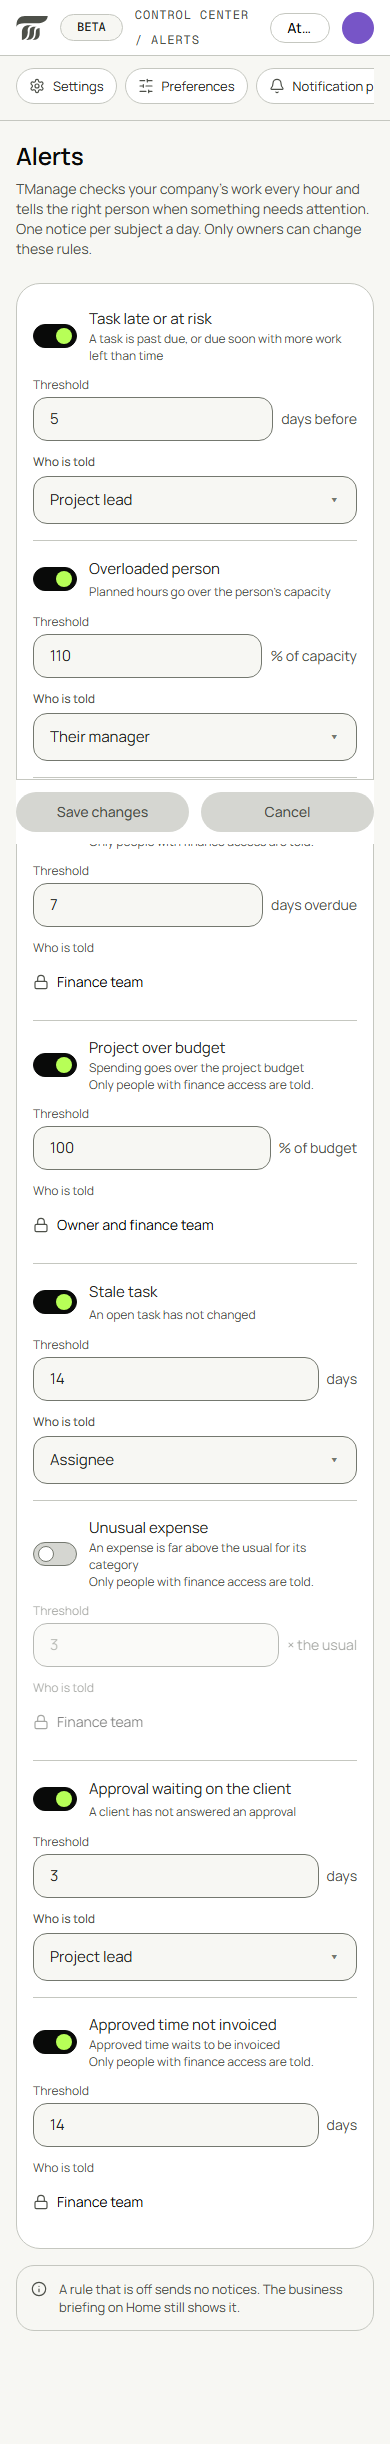 BETA
CONTROL CENTER
/ ALERTS
At...
Settings
Preferences
Notification p
Alerts
TManage checks your company's work every hour and
tells the right person when something needs attention.
One notice per subject a day. Only owners can change
these rules.
Task late or at risk
A task is past due, or due soon with more work
left than time
Threshold
5
days before
Who is told
Project lead
Overloaded person
Planned hours go over the person's capacity
Threshold
110
% of capacity
Who is told
Their manager
Save changes
Cancel
Only people with finance access are told.
Threshold
7
days overdue
Who is told
Finance team
Project over budget
Spending goes over the project budget
Only people with finance access are told.
Threshold
100
% of budget
Who is told
Owner and finance team
Stale task
An open task has not changed
Threshold
14
days
Who is told
Assignee
Unusual expense
An expense is far above the usual for its
category
Only people with finance access are told.
Threshold
3
× the usual
Who is told
Finance team
Approval waiting on the client
A client has not answered an approval
Threshold
3
days
Who is told
Project lead
Approved time not invoiced
Approved time waits to be invoiced
Only people with finance access are told.
Threshold
14
days
Who is told
Finance team
A rule that is off sends no notices. The business
briefing on Home still shows it.